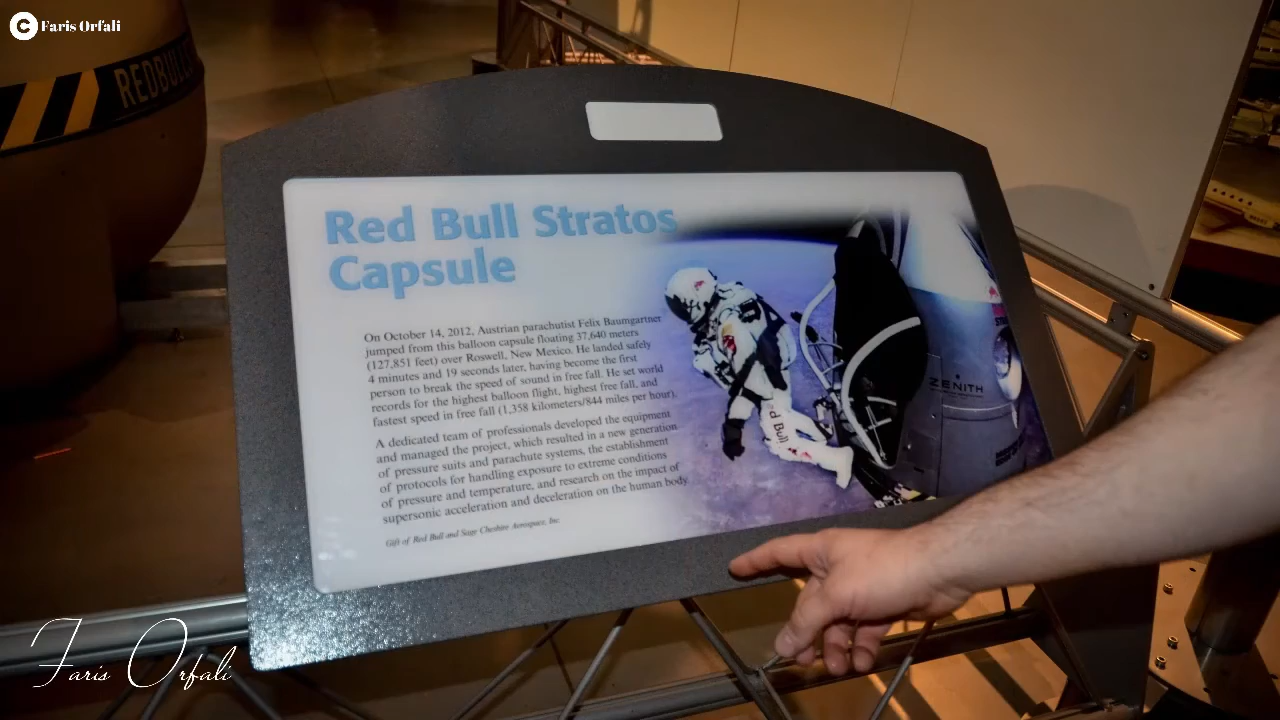 © Faris Orfali
REDBULL
Red Bull Stratos
Capsule
On October 14, 2012, Austrian parachutist Felix Baumgartner
jumped from this balloon capsule floating 37,640 meters
(127,851 feet) over Roswell, New Mexico. He landed safely
4 minutes and 19 seconds later, having become the first
person to break the speed of sound in free fall. He set world
records for the highest balloon flight, highest free fall, and
fastest speed in free fall (1,358 kilometers/844 miles per hour).
A dedicated team of professionals developed the equipment
and managed the project, which resulted in a new generation
of pressure suits and parachute systems, the establishment
of protocols for handling exposure to extreme conditions
of pressure and temperature, and research on the impact of
supersonic acceleration and deceleration on the human body.
Gift of Red Bull and Sage Cheshire Aerospace, Inc.
ZENITH
d Bull
Faris Orfali